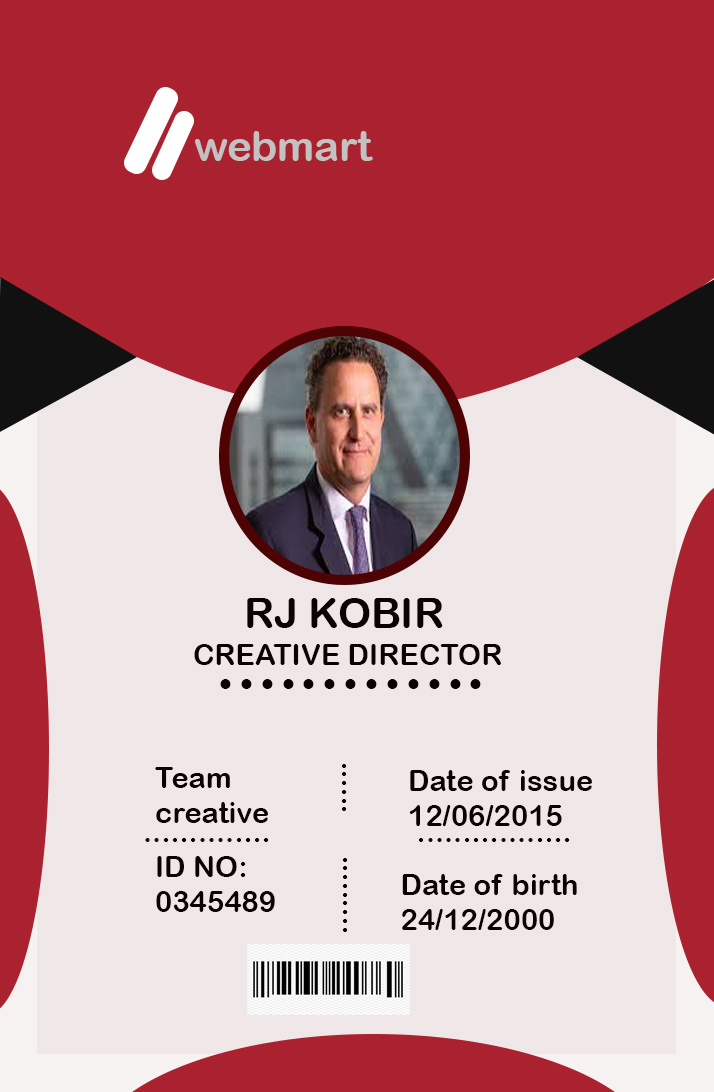 webmart
RJ KOBIR
CREATIVE DIRECTOR
Team
creative
Date of issue
12/06/2015
ID NO:
0345489
Date of birth
24/12/2000